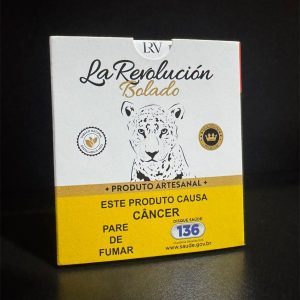 LRV
La Revolución
Bolado
+ PRODUTO ARTESANAL +
ESTE PRODUTO CAUSA
CÂNCER
PARE
DE
FUMAR
DISQUE SAÚDE
136
www.saude.gov.br